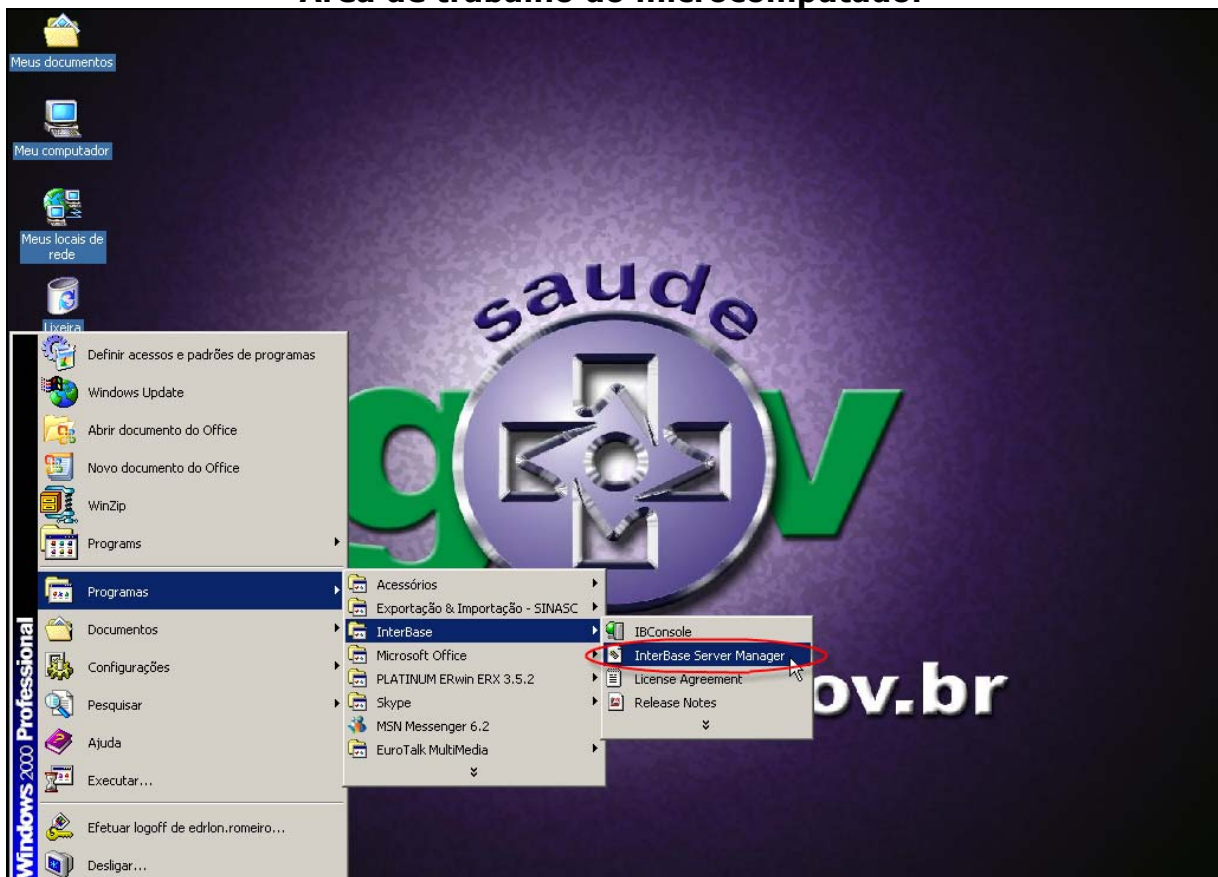 Área de trabalho do microcomputador
Meus documentos
Meu computador
Meus locais de
rede
Lixeira
saude
gov
ov.br
Definir acessos e padrões de programas
Windows Update
Abrir documento do Office
Novo documento do Office
WinZip
Programs
Programas
Documentos
Configurações
Pesquisar
Ajuda
Executar...
Efetuar logoff de edrlon.romeiro...
Desligar...
Windows 2000 Professional
Acessórios
Exportação & Importação - SINASC
InterBase
Microsoft Office
PLATINUM ERwin ERX 3.5.2
Skype
MSN Messenger 6.2
EuroTalk MultiMedia
IBConsole
InterBase Server Manager
License Agreement
Release Notes